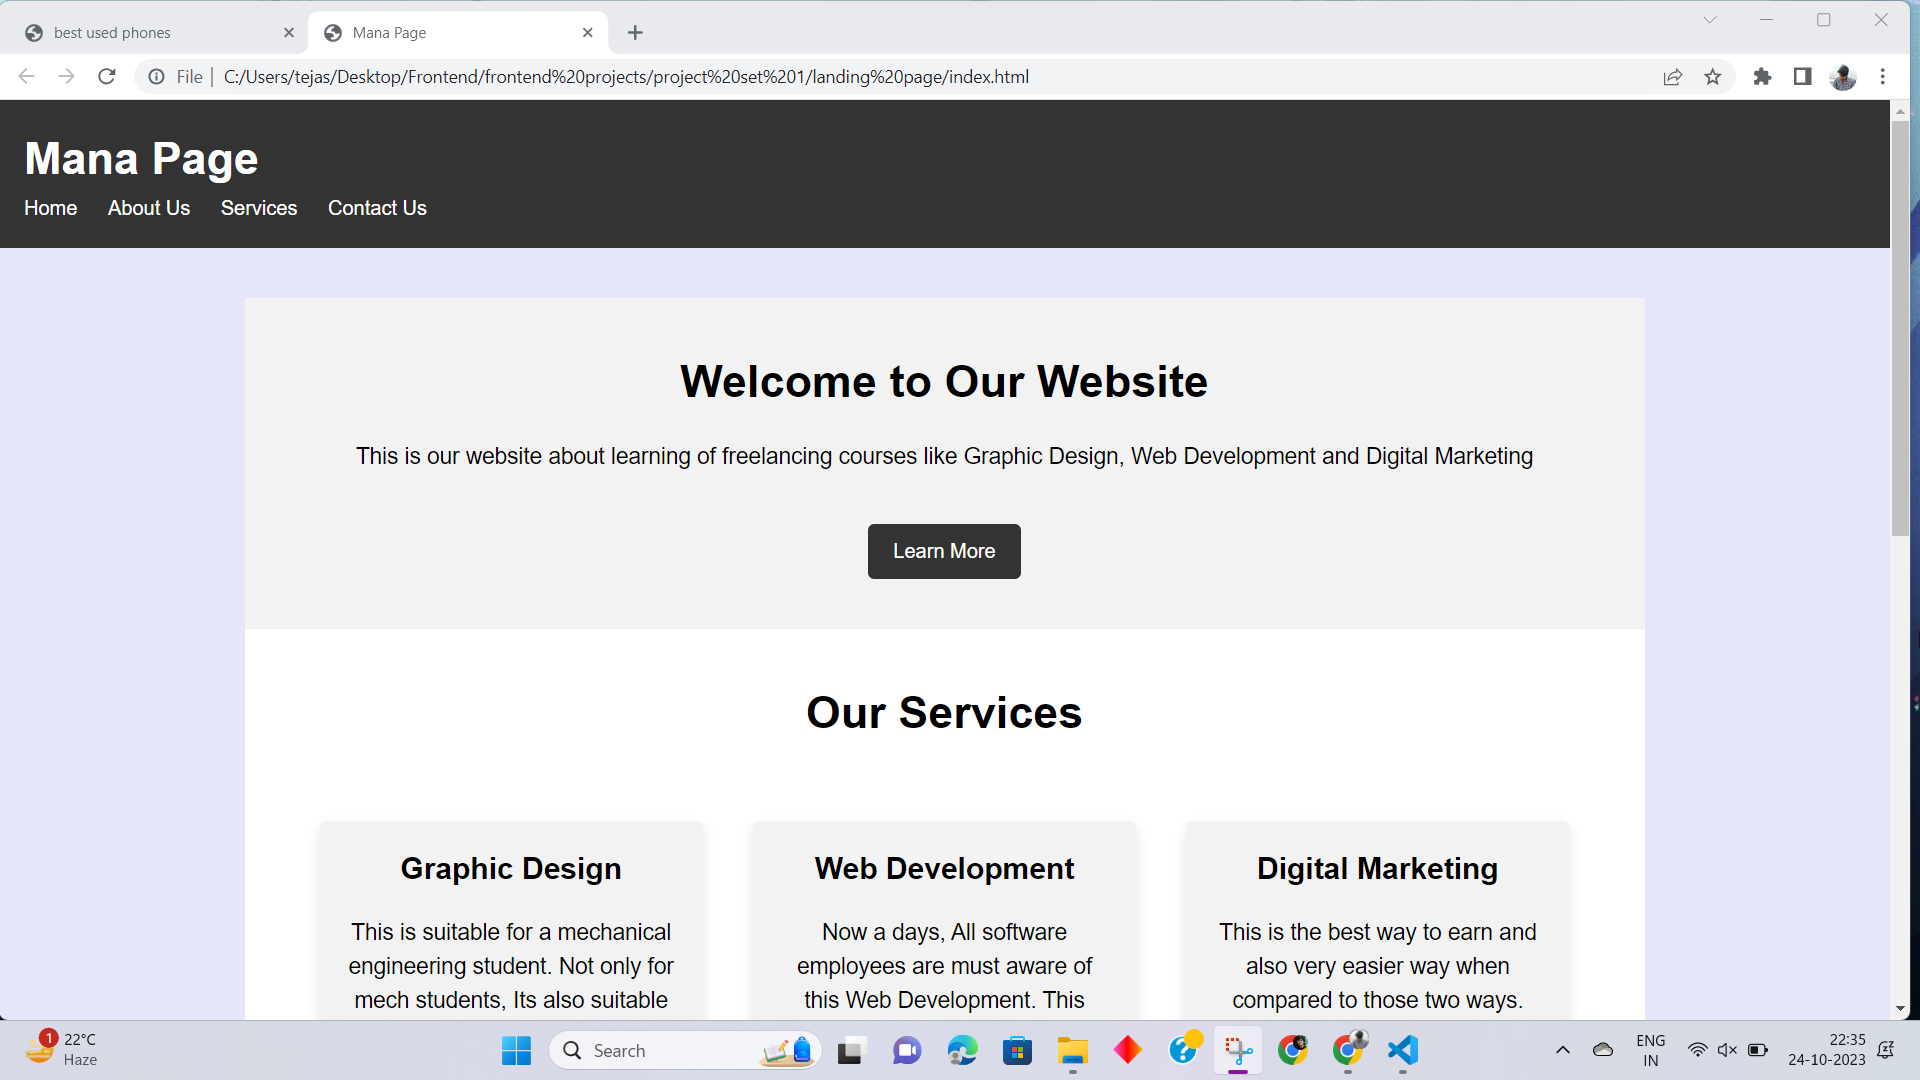 best used phones
Mana Page
File | C:/Users/tejas/Desktop/Frontend/frontend%20projects/project%20set%201/landing%20page/index.html
Mana Page
Home About Us Services Contact Us
Welcome to Our Website
This is our website about learning of freelancing courses like Graphic Design, Web Development and Digital Marketing
Learn More
Our Services
Graphic Design
This is suitable for a mechanical
engineering student. Not only for
mech students, Its also suitable
Web Development
Now a days, All software
employees are must aware of
this Web Development. This
Digital Marketing
This is the best way to earn and
also very easier way when
compared to those two ways.
1
22°C
Haze
Search
ENG
IN
22:35
24-10-2023